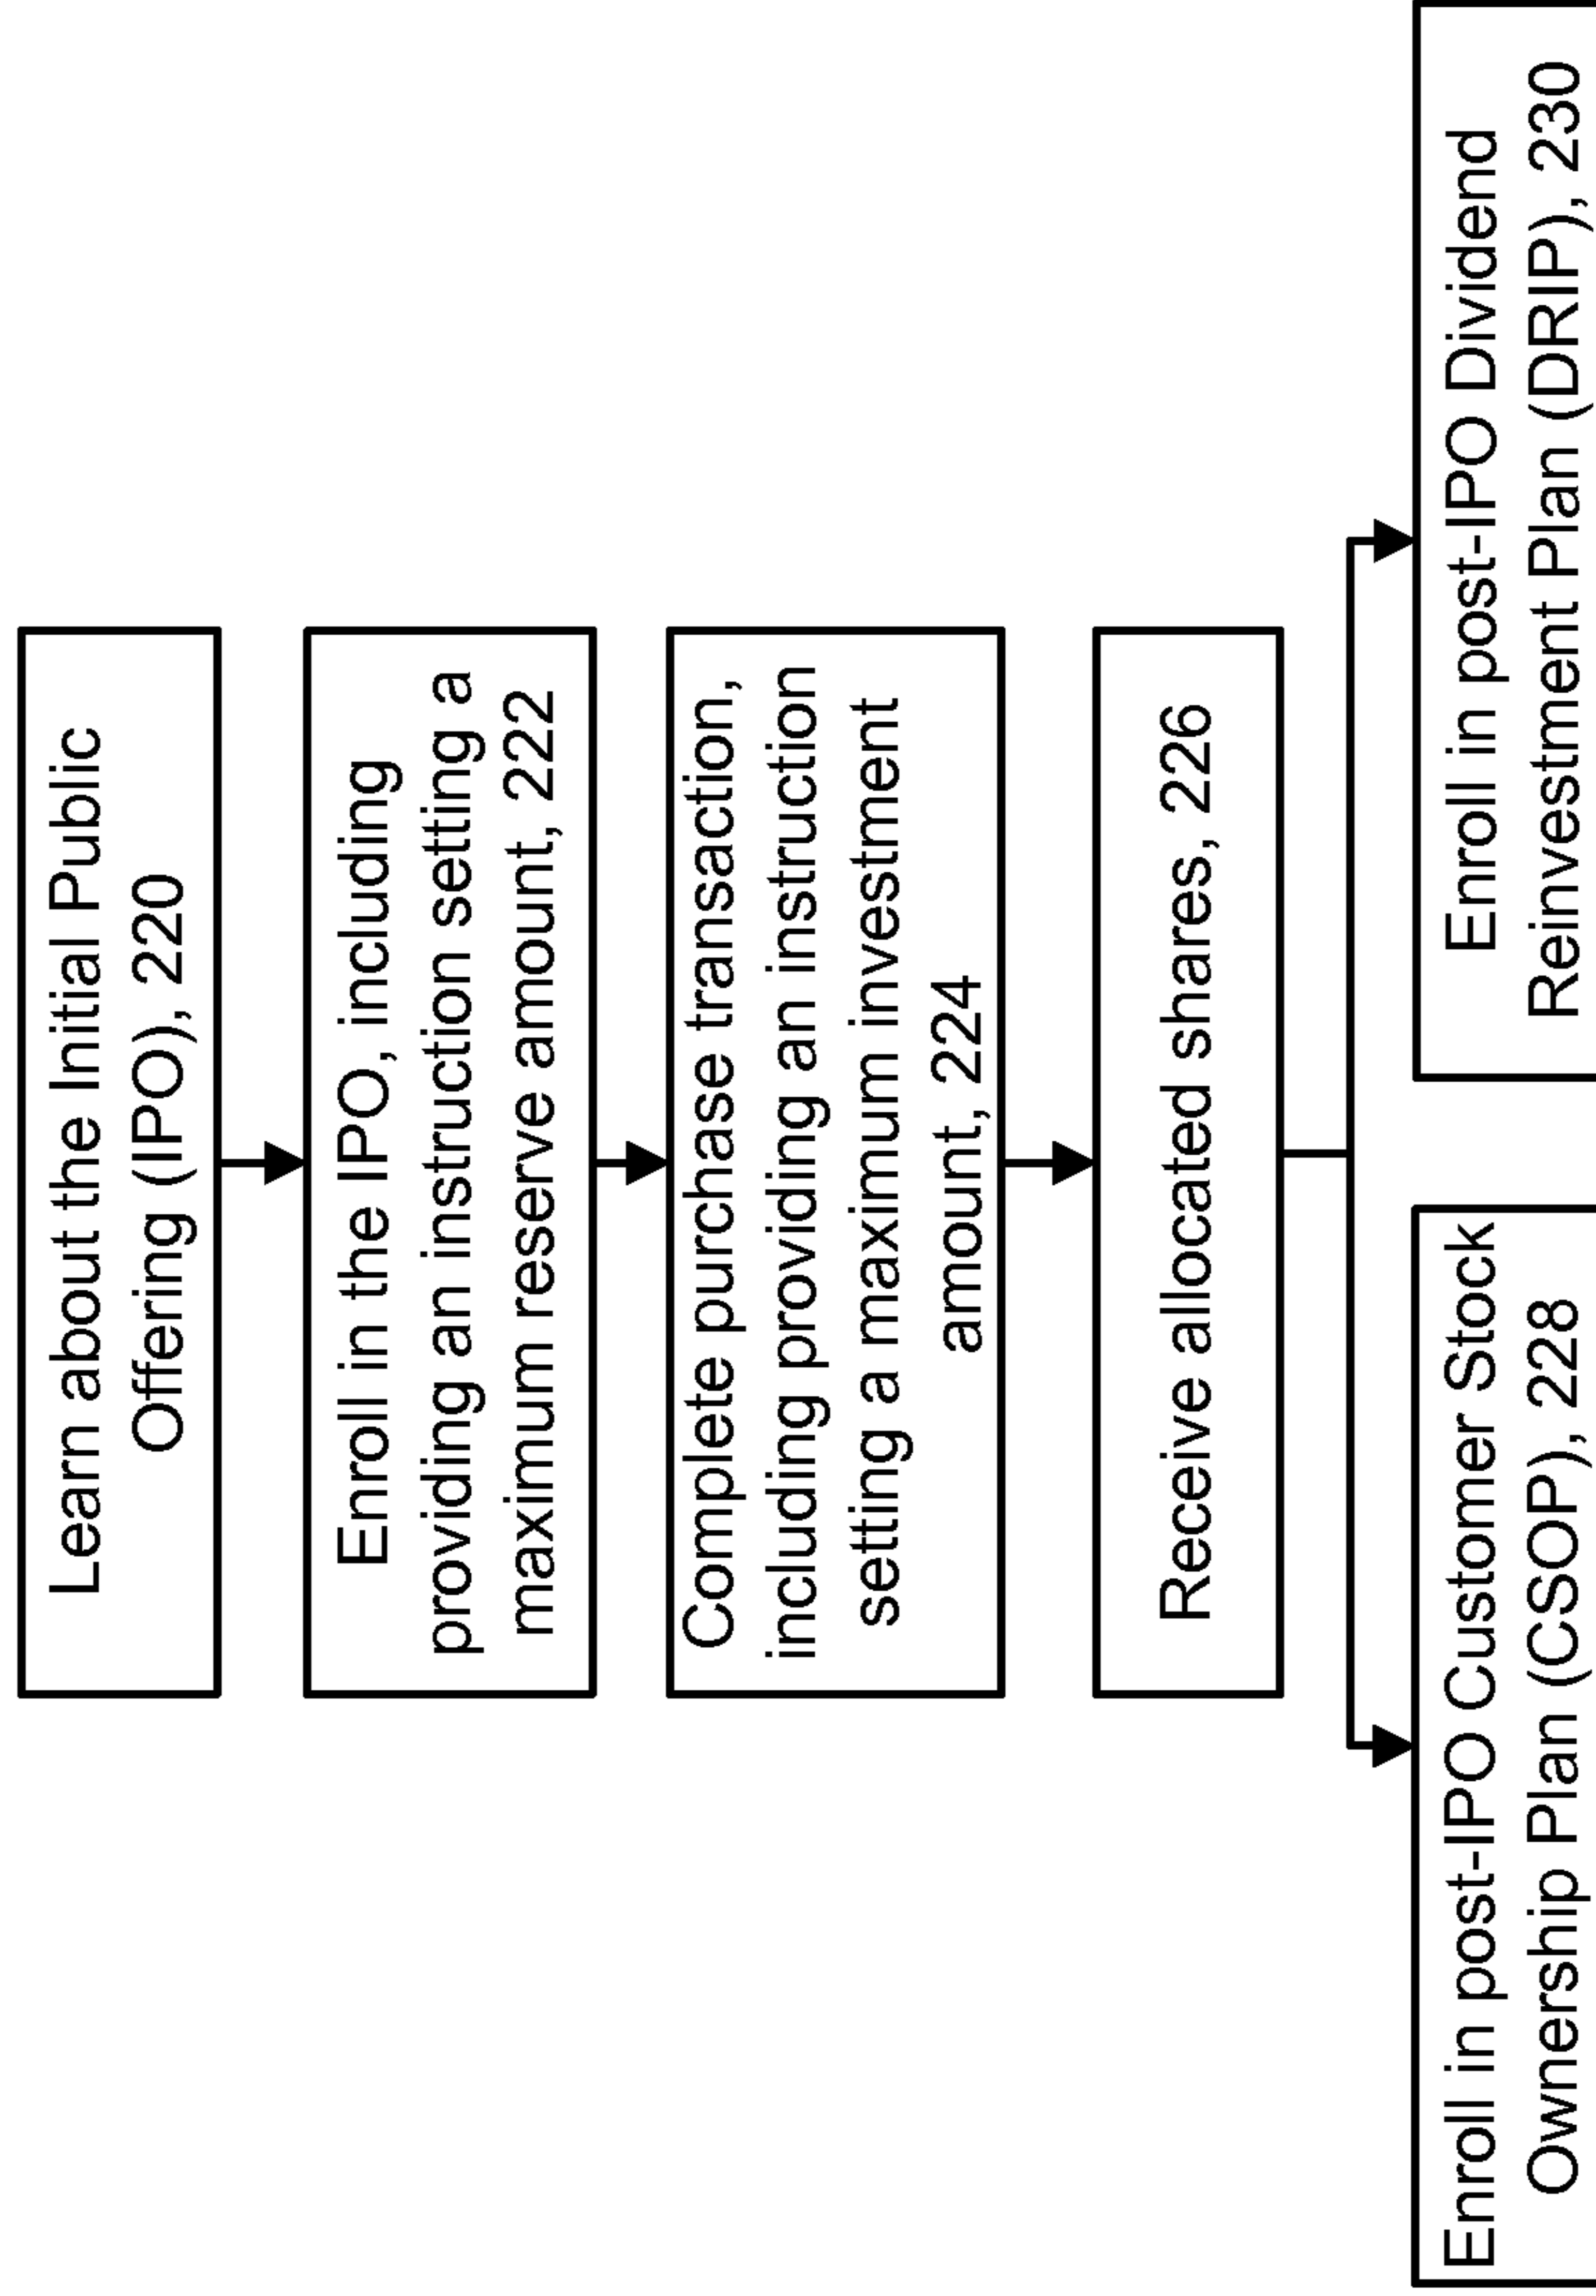 Learn about the Initial Public
Offering (IPO), 220
Enroll in the IPO, including
providing an instruction setting a
maximum reserve amount, 222
Complete purchase transaction,
including providing an instruction
setting a maximum investment
amount, 224
Receive allocated shares, 226
Enroll in post-IPO Customer Stock
Ownership Plan (CSOP), 228
Enroll in post-IPO Dividend
Reinvestment Plan (DRIP), 230